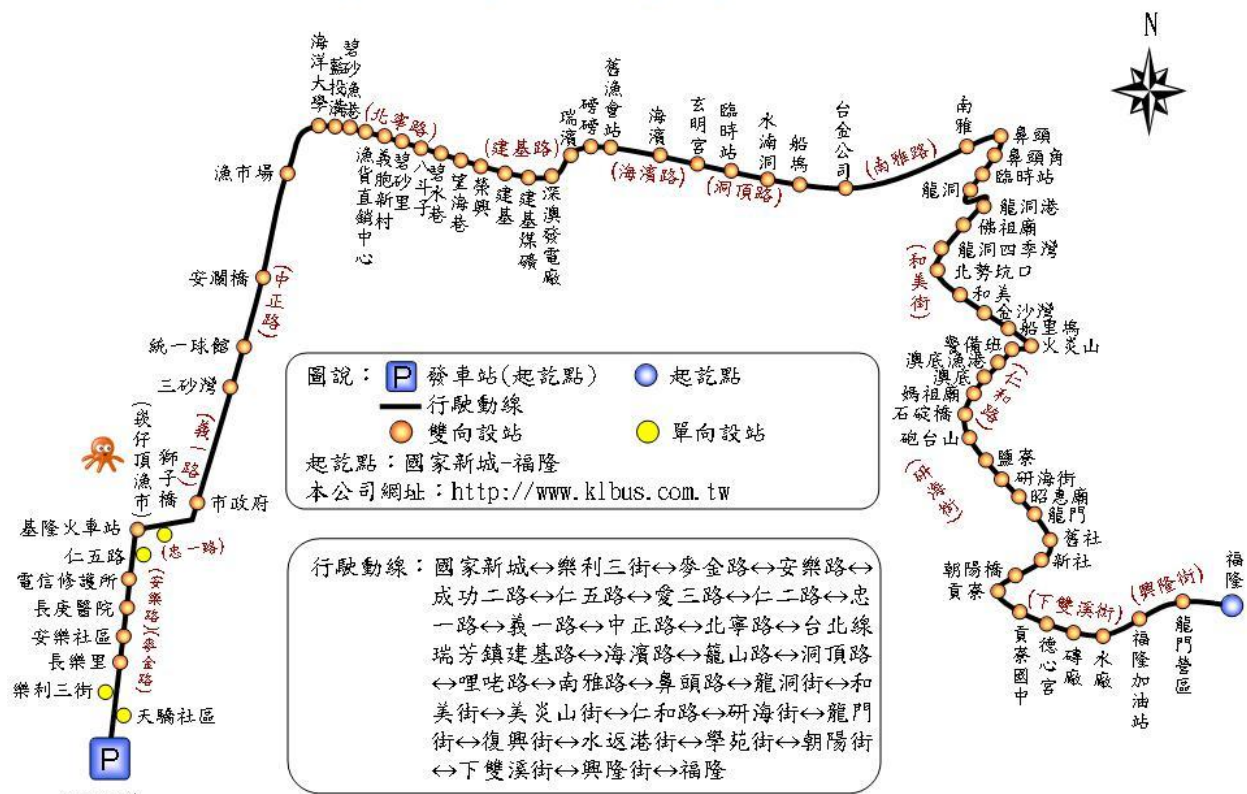 N
海洋大學
藍投溝
碧砂漁港
(北寧路)
漁貨直銷中心
義胞新村
碧砂里
八斗子
碧水巷
望海巷
榮興
(建基路)
建基
建基煤礦
深澳發電廠
瑞濱
磅磅
舊漁會站
(海濱路)
海濱
玄明宮
臨時站
(洞頂路)
水湳洞
船塢
台金公司
(南雅路)
南雅
鼻頭
鼻頭角
臨時站
龍洞
龍洞港
佛祖廟
龍洞四季灣
北勢坑口
(和美街)
和美
金沙灣
船里塢
火炎山
警備班
澳底漁港
澳底
(仁和路)
媽祖廟
石碇橋
砲台山
鹽寮
研海街
(研海街)
昭惠廟
龍門
舊社
新社
朝陽橋
貢寮
(下雙溪街)
貢寮國中
德心宮
磚廠
水廠
福隆加油站
(興隆街)
龍門營區
福隆
漁市場
安瀾橋
(中正路)
統一球館
三砂灣
(義一路)
(崁仔頂漁市)
獅子橋
市政府
基隆火車站
(忠一路)
仁五路
電信修護所
長庚醫院
(安樂路)(麥金路)
安樂社區
長樂里
樂利三街
天驕社區
P
圖說：P 發車站(起訖點) 起訖點
行駛動線
雙向設站 單向設站
起訖點：國家新城-福隆
本公司網址：http://www.klbus.com.tw
行駛動線：國家新城↔樂利三街↔麥金路↔安樂路↔
成功二路↔仁五路↔愛三路↔仁二路↔忠
一路↔義一路↔中正路↔北寧路↔台北線
瑞芳鎮建基路↔海濱路↔籠山路↔洞頂路
↔哩咾路↔南雅路↔鼻頭路↔龍洞街↔和
美街↔美炎山街↔仁和路↔研海街↔龍門
街↔復興街↔水返港街↔學苑街↔朝陽街
↔下雙溪街↔興隆街↔福隆